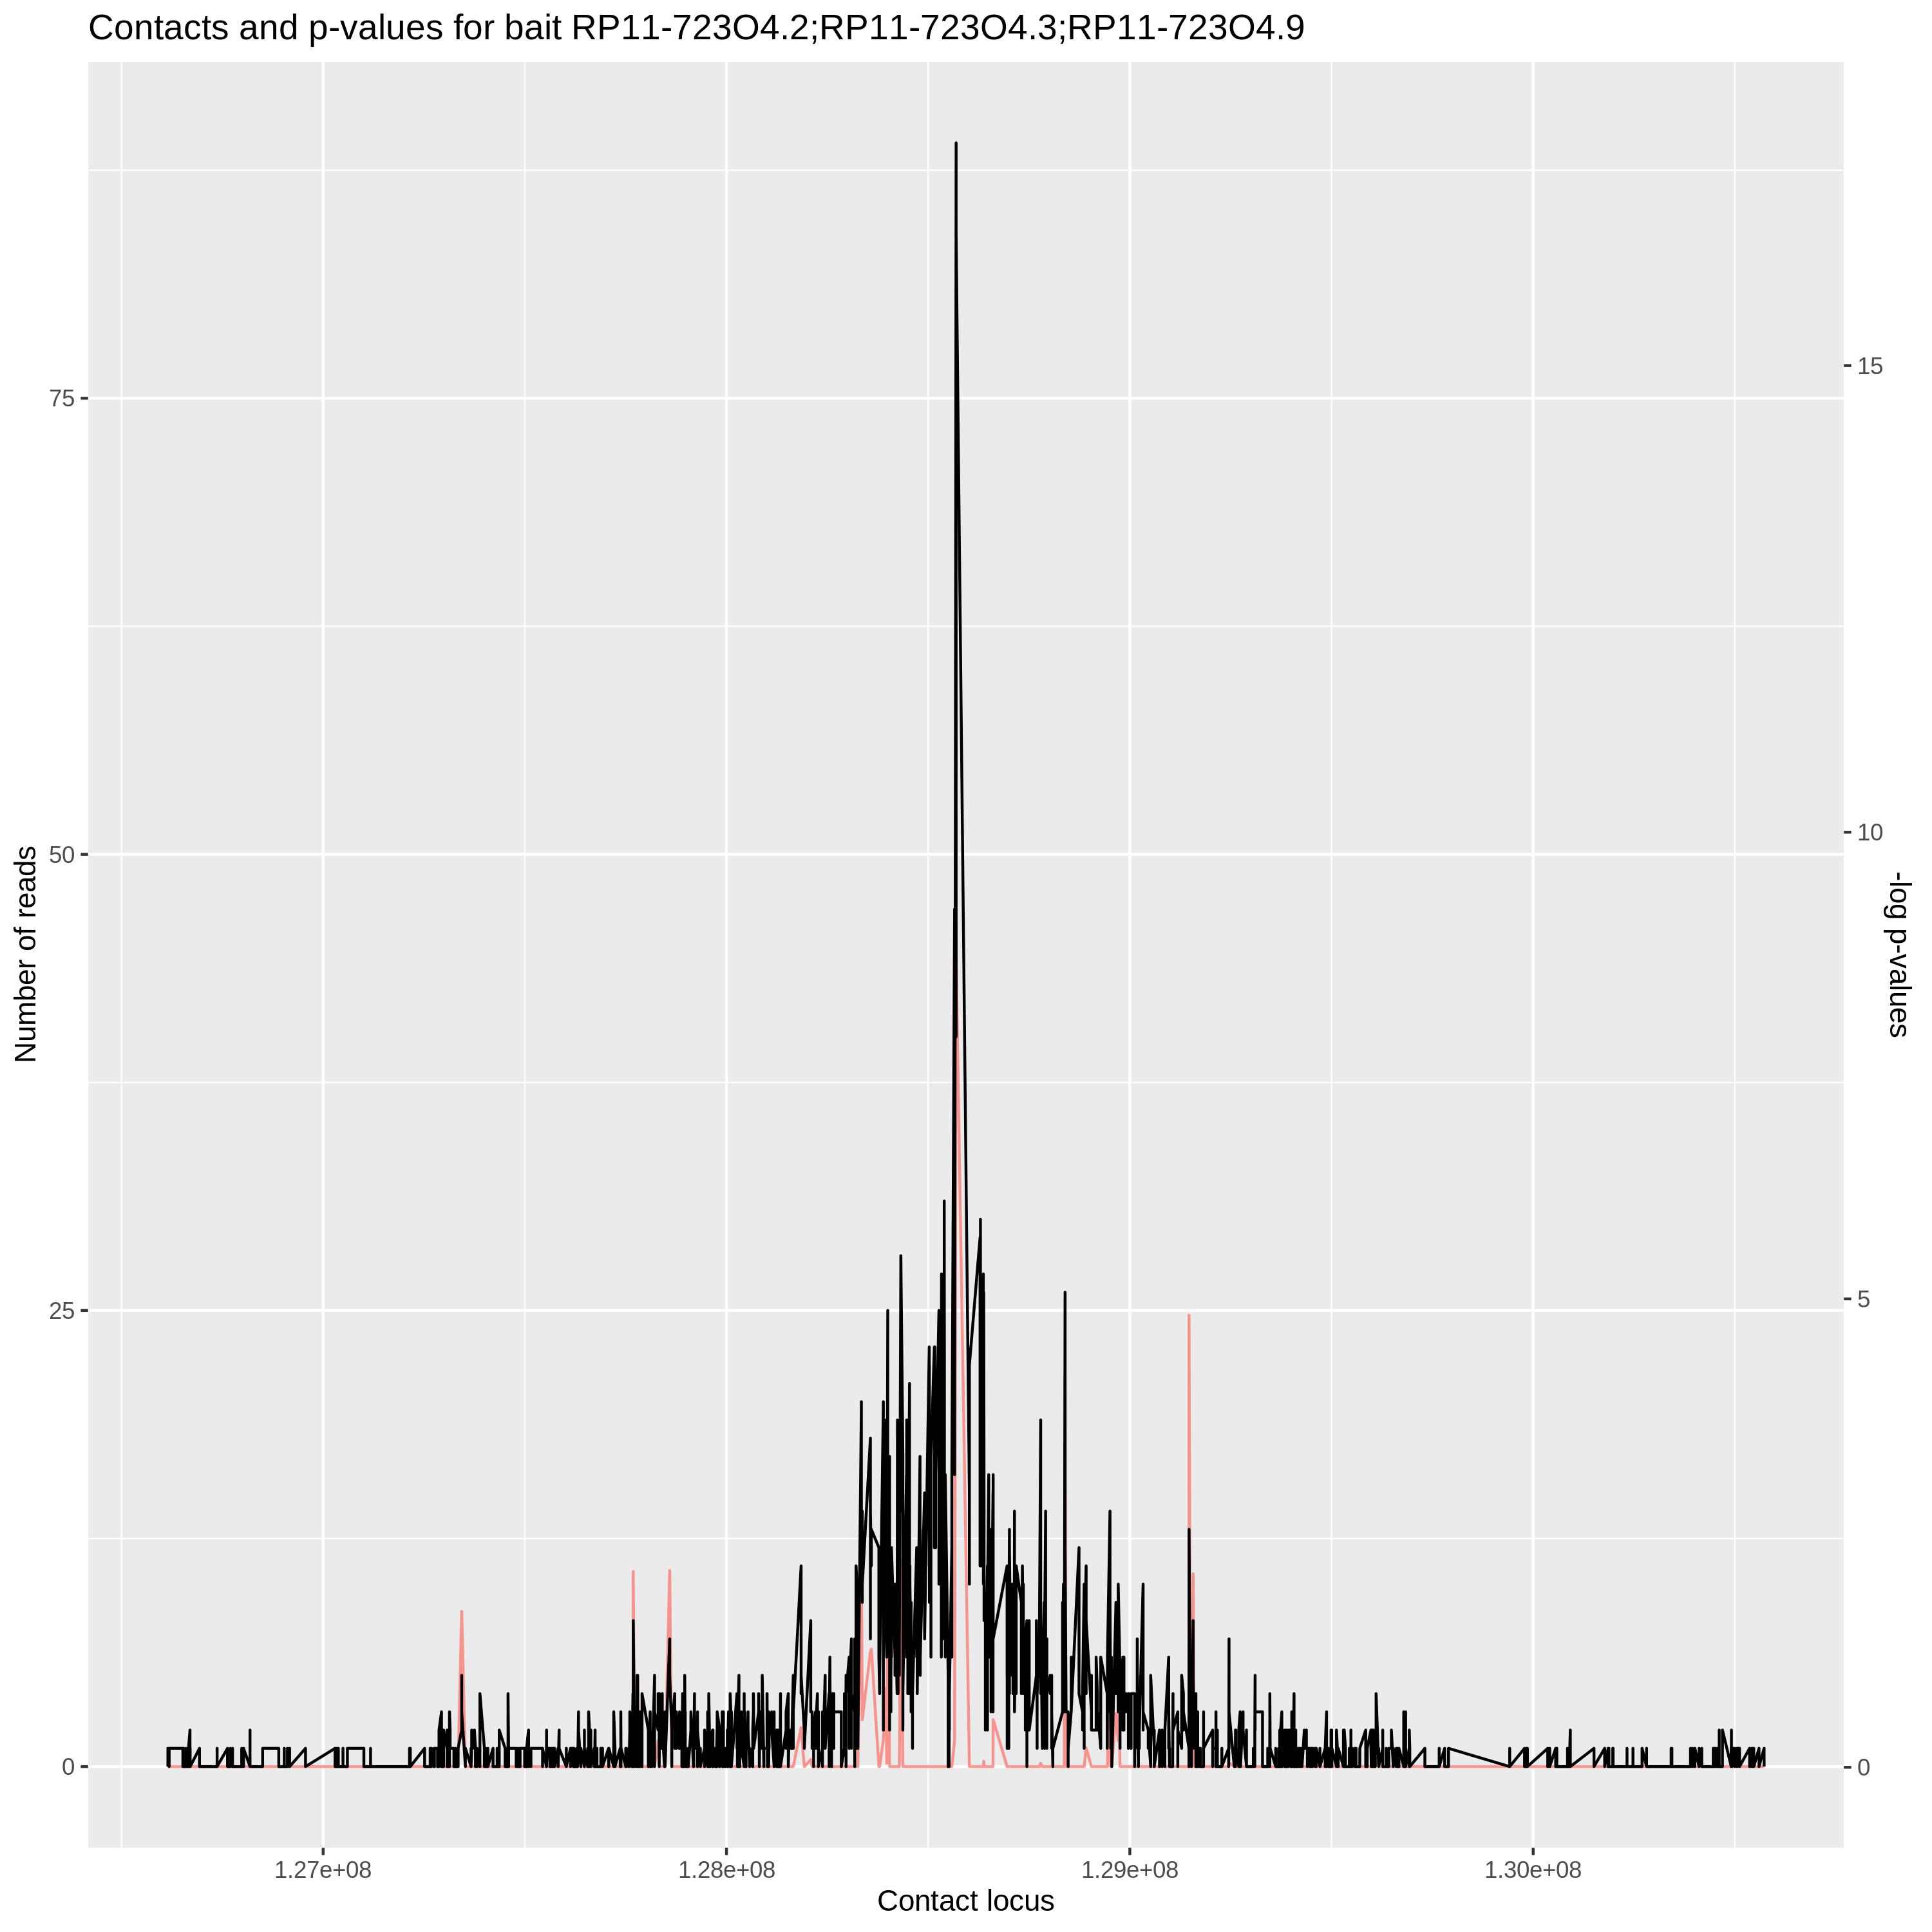 Contacts and p-values for bait RP11-723O4.2;RP11-723O4.3;RP11-723O4.9
75
50
25
0
Number of reads
15
10
5
0
-log p-values
1.27e+08
1.28e+08
1.29e+08
1.30e+08
Contact locus